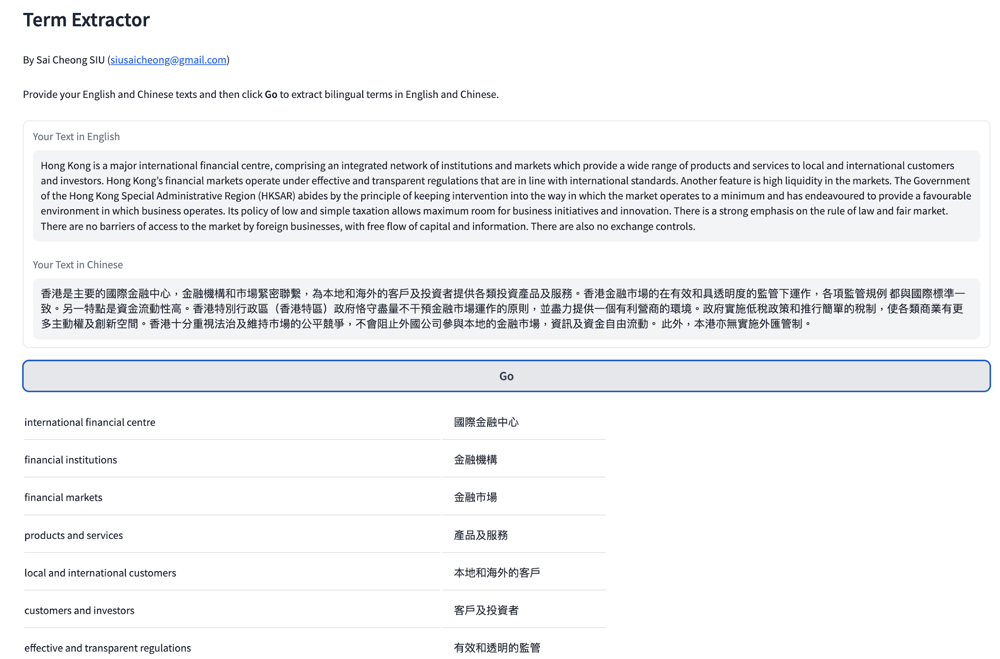 Term Extractor
By Sai Cheong SIU (siusaicheong@gmail.com)
Provide your English and Chinese texts and then click Go to extract bilingual terms in English and Chinese.
Your Text in English
Hong Kong is a major international financial centre, comprising an integrated network of institutions and markets which provide a wide range of products and services to local and international customers
and investors. Hong Kong’s financial markets operate under effective and transparent regulations that are in line with international standards. Another feature is high liquidity in the markets. The Government
of the Hong Kong Special Administrative Region (HKSAR) abides by the principle of keeping intervention into the way in which the market operates to a minimum and has endeavoured to provide a favourable
environment in which business operates. Its policy of low and simple taxation allows maximum room for business initiatives and innovation. There is a strong emphasis on the rule of law and fair market.
There are no barriers of access to the market by foreign businesses, with free flow of capital and information. There are also no exchange controls.
Your Text in Chinese
香港是主要的國際金融中心，金融機構和市場緊密聯繫，為本地和海外的客戶及投資者提供各類投資產品及服務。香港金融市場的在有效和具透明度的監管下運作，各項監管規例 都與國際標準一
致。另一特點是資金流動性高。香港特別行政區（香港特區）政府恪守盡量不干預金融市場運作的原則，並盡力提供一個有利營商的環境。政府實施低稅政策和推行簡單的稅制，使各類商業有更
多主動權及創新空間。香港十分重視法治及維持市場的公平競爭，不會阻止外國公司參與本地的金融市場，資訊及資金自由流動。 此外，本港亦無實施外匯管制。
Go
international financial centre 國際金融中心
financial institutions 金融機構
financial markets 金融市場
products and services 產品及服務
local and international customers 本地和海外的客戶
customers and investors 客戶及投資者
effective and transparent regulations 有效和透明的監管